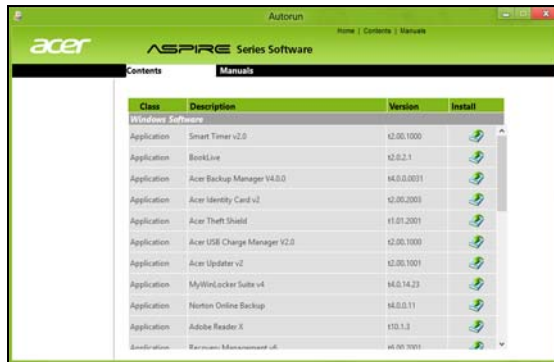 Autorun
Home | Contents | Manuals
acer
ASPIRE Series Software
Contents Manuals
Class Description Version Install
Windows Software
Application Smart Timer v2.0 t2.00.1000
Application BookLive t2.0.2.1
Application Acer Backup Manager V4.0.0 t4.0.0.0031
Application Acer Identity Card v2 t2.00.2003
Application Acer Theft Shield t1.01.2001
Application Acer USB Charge Manager V2.0 t2.00.1000
Application Acer Updater v2 t2.00.1001
Application MyWinLocker Suite v4 t4.0.14.23
Application Norton Online Backup t4.0.0.11
Application Adobe Reader X t10.1.3
Application Recovery Management v6